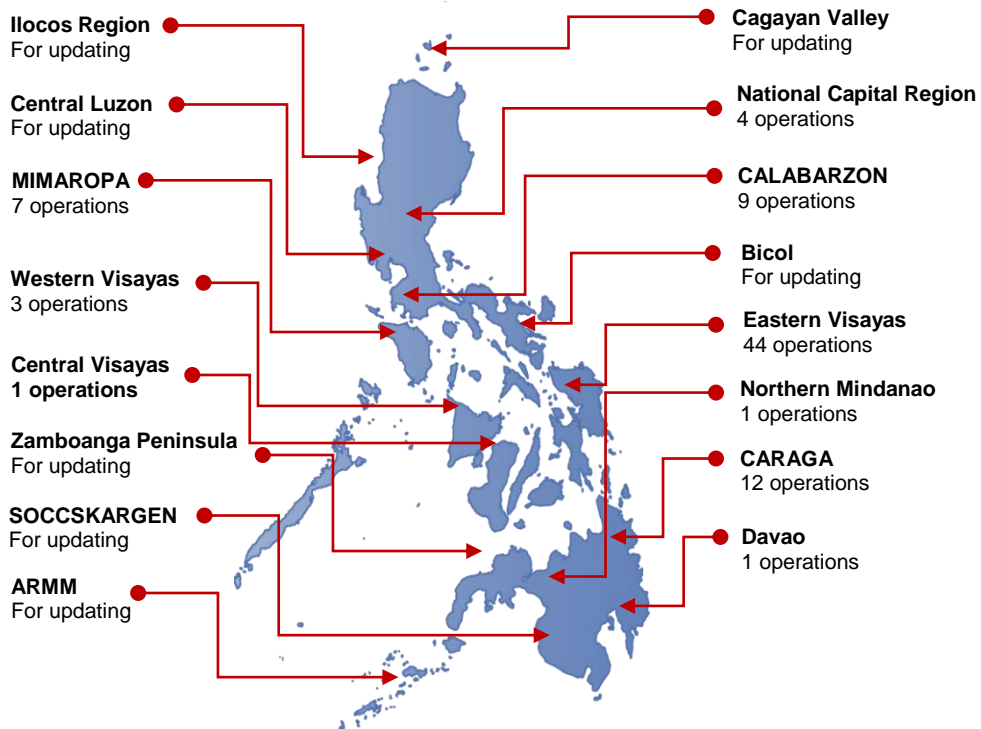 Ilocos Region
For updating
Central Luzon
For updating
MIMAROPA
7 operations
Western Visayas
3 operations
Central Visayas
1 operations
Zamboanga Peninsula
For updating
SOCCSKARGEN
For updating
ARMM
For updating
Cagayan Valley
For updating
National Capital Region
4 operations
CALABARZON
9 operations
Bicol
For updating
Eastern Visayas
44 operations
Northern Mindanao
1 operations
CARAGA
12 operations
Davao
1 operations